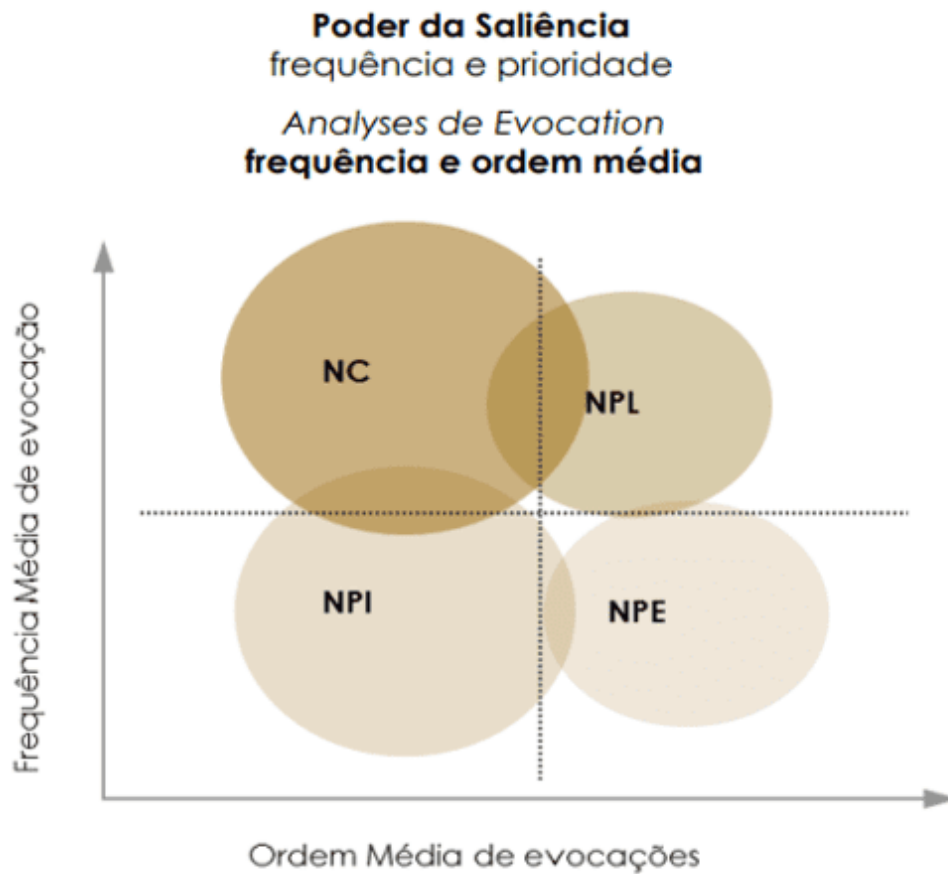 Poder da Saliência
frequência e prioridade
Analyses de Evocation
frequência e ordem média
Frequência Média de evocação
NC
NPL
NPI
NPE
Ordem Média de evocações